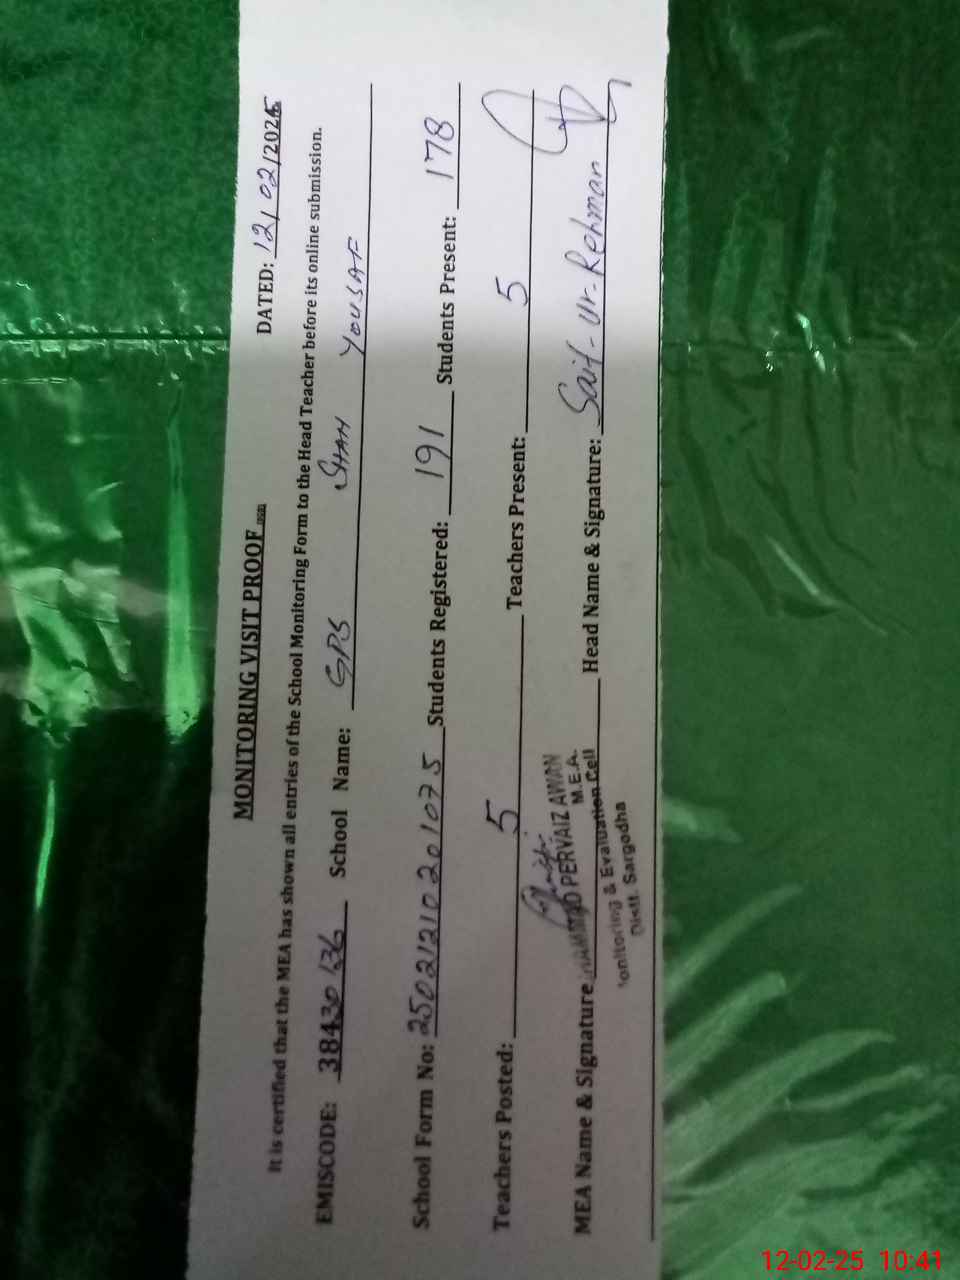 MONITORING VISIT PROOF
DATED: 12/02/2025
It is certified that the MEA has shown all entries of the School Monitoring Form to the Head Teacher before its online submission.
EMISCODE: 38430136 School Name: GPS SHAH YOUSAF
School Form No: 2502121020201075 Students Registered: 191 Students Present: 178
Teachers Posted: 5 Teachers Present: 5
MEA Name & Signature: PERVAIZ AWAN Head Name & Signature: Saif-Ur-Rehman
M.E.A.
Monitoring & Evaluation Cell
Distt. Sargodha
12-02-25 10:41